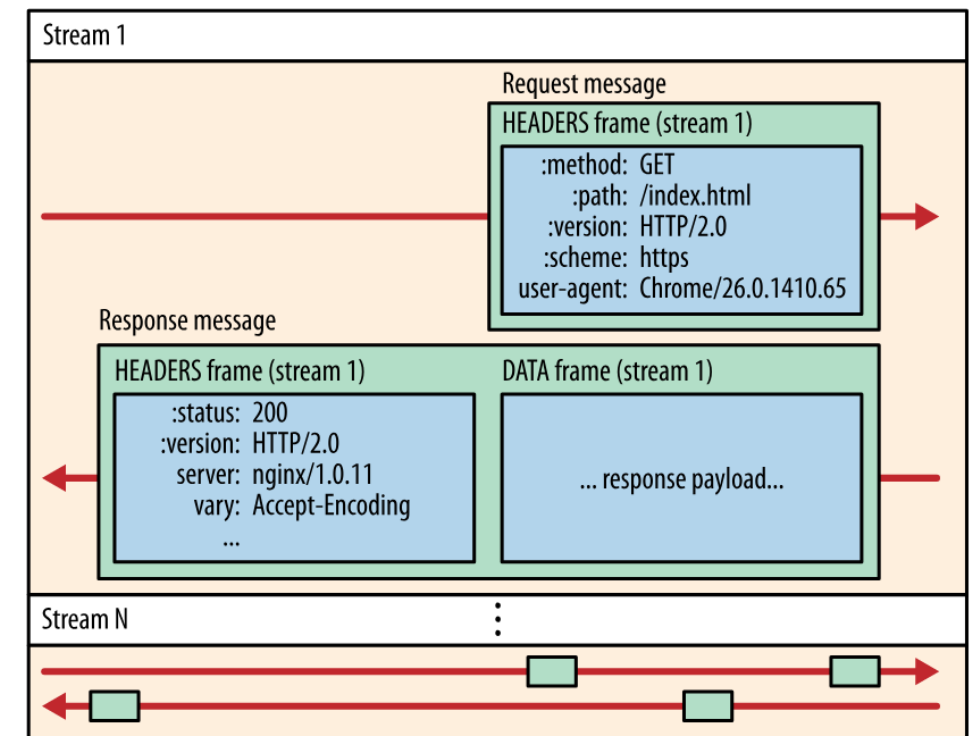 Stream 1
Request message
HEADERS frame (stream 1)
:method: GET
:path: /index.html
:version: HTTP/2.0
:scheme: https
user-agent: Chrome/26.0.1410.65
Response message
HEADERS frame (stream 1)
:status: 200
:version: HTTP/2.0
server: nginx/1.0.11
vary: Accept-Encoding
...
DATA frame (stream 1)
... response payload...
Stream N